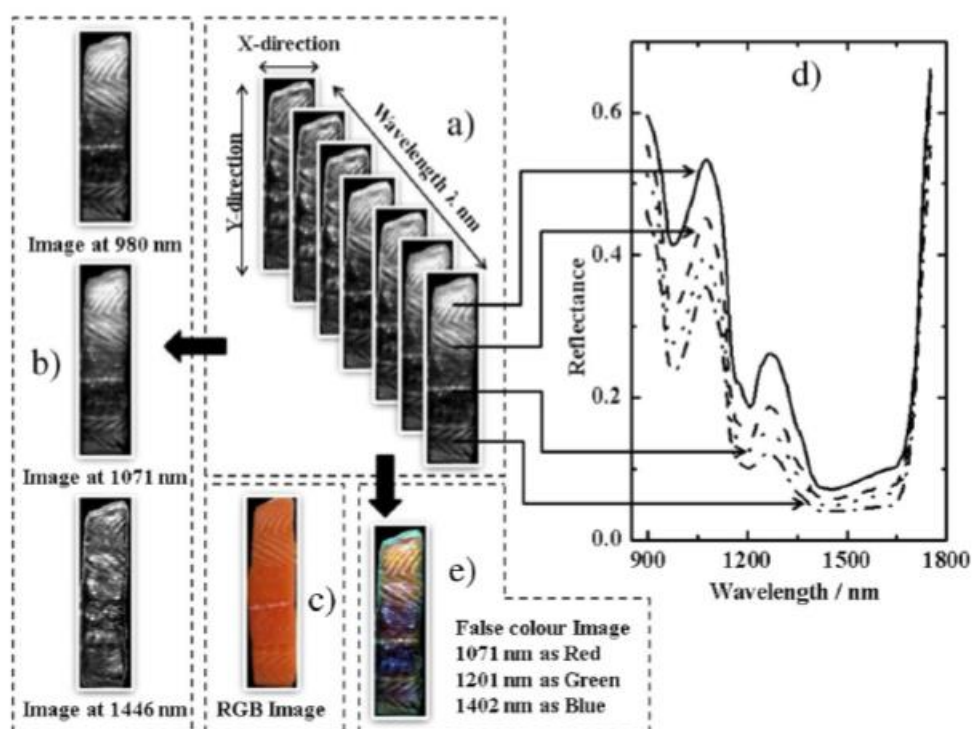 X-direction
Y-direction
Wavelength λ nm
a)
Image at 980 nm
b)
Image at 1071 nm
Image at 1446 nm
RGB Image
c)
e)
False colour Image
1071 nm as Red
1201 nm as Green
1402 nm as Blue
d)
Reflectance
0.6
0.4
0.2
0.0
900
1200
1500
1800
Wavelength / nm